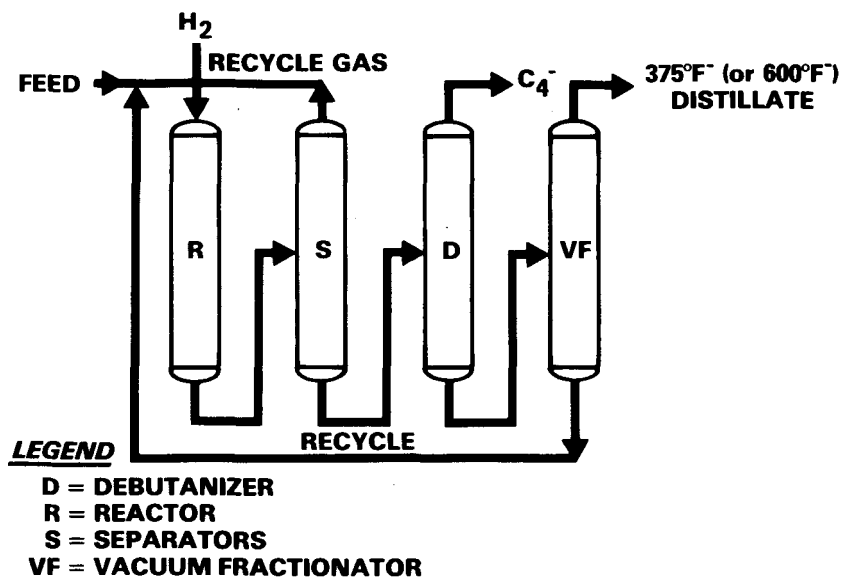 H₂
RECYCLE GAS
FEED
C₄⁻
375°F⁻ (or 600°F⁻)
DISTILLATE
R
S
D
VF
RECYCLE
LEGEND
D = DEBUTANIZER
R = REACTOR
S = SEPARATORS
VF = VACUUM FRACTIONATOR